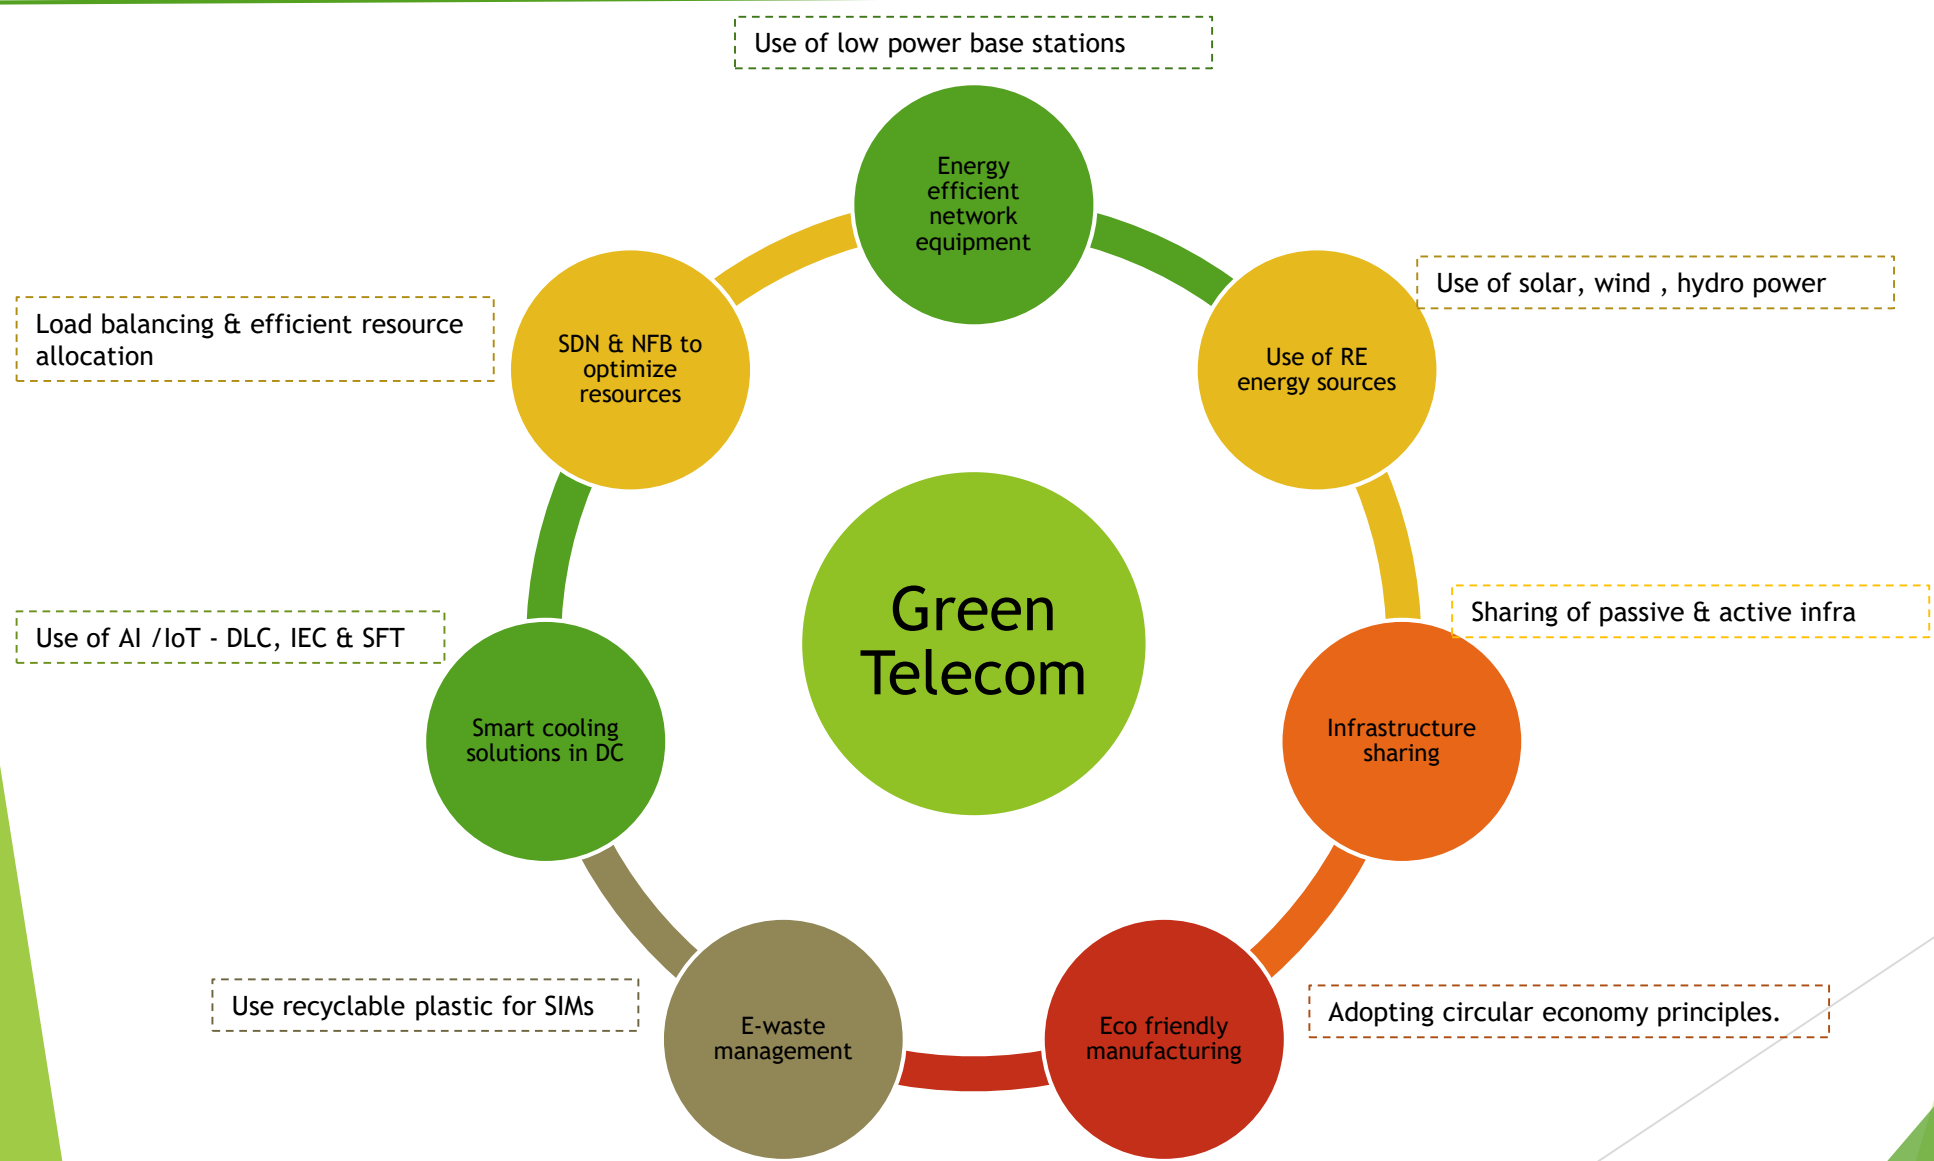 Use of low power base stations
Energy
efficient
network
equipment
Use of solar, wind , hydro power
Use of RE
energy sources
Sharing of passive & active infra
Infrastructure
sharing
Adopting circular economy principles.
Eco friendly
manufacturing
Use recyclable plastic for SIMs
E-waste
management
Use of AI /IoT - DLC, IEC & SFT
Smart cooling
solutions in DC
Load balancing & efficient resource
allocation
SDN & NFB to
optimize
resources
Green
Telecom